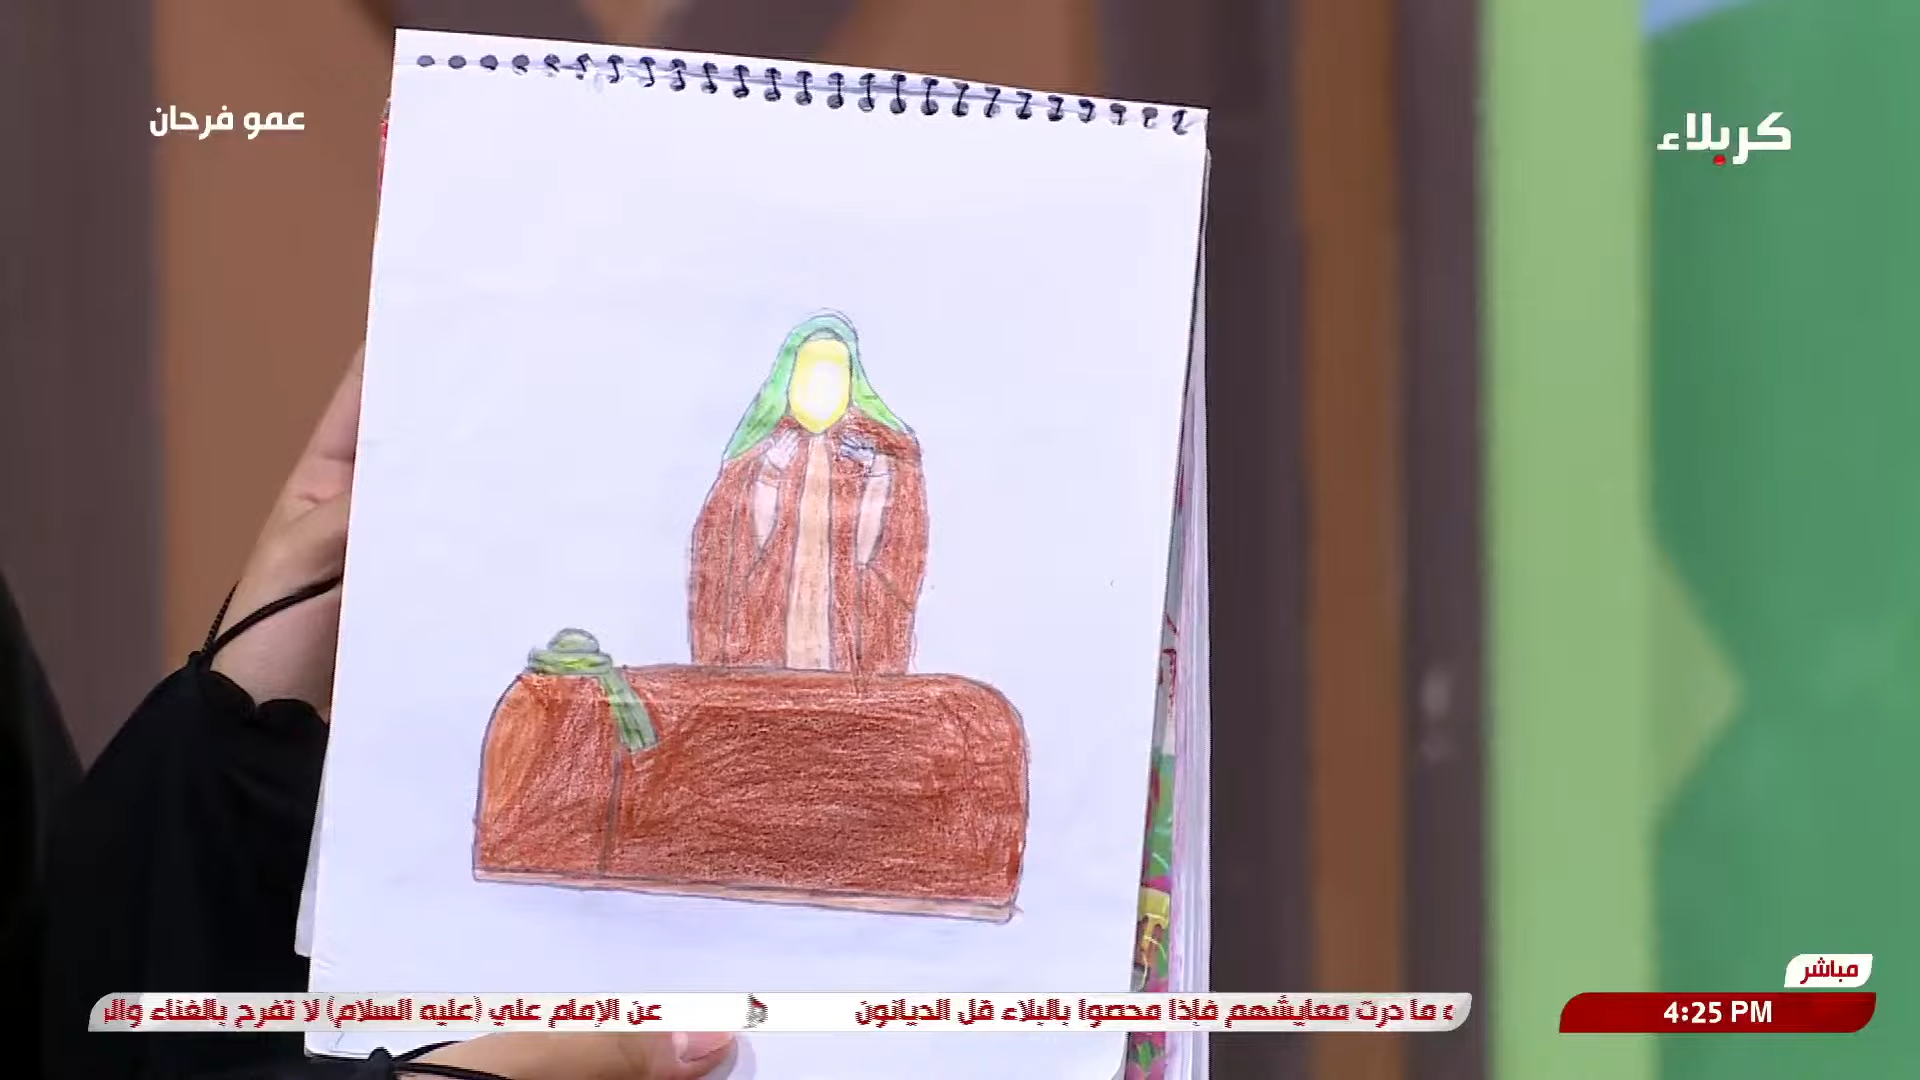 عمو فرحان
كربلاء
مباشر
4:25 PM
ما درت معايشهم فإذا محصوا بالبلاء قل الديانون
عن الإمام علي (عليه السلام) لا تفرح بالغناء